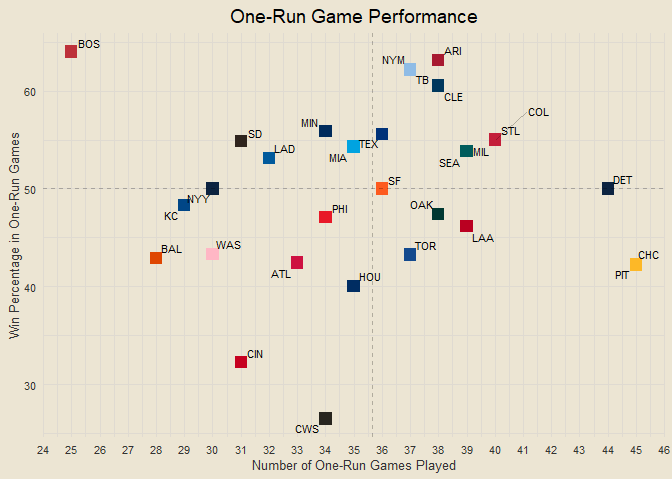 One-Run Game Performance
Win Percentage in One-Run Games
60
50
40
30
BOS
NYM
ARI
TB
CLE
COL
STL
MIN
SD
TEX
LAD
MIA
MIL
SEA
SF
DET
NYY
KC
PHI
OAK
LAA
WAS
BAL
TOR
CHC
ATL
HOU
PIT
CIN
CWS
24 25 26 27 28 29 30 31 32 33 34 35 36 37 38 39 40 41 42 43 44 45 46
Number of One-Run Games Played